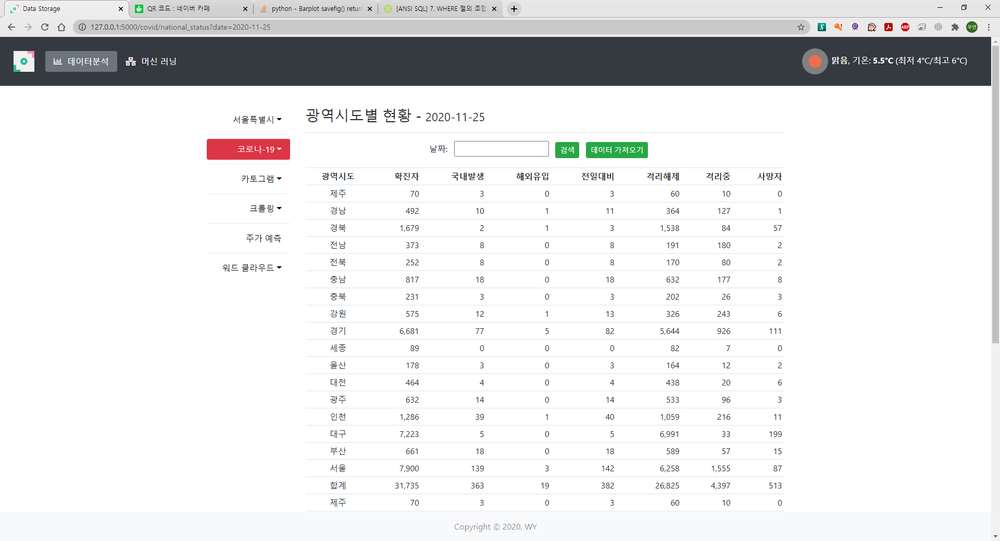 Data Storage
QR 코드 : 네이버 카페
python - Barplot savefig() return
[ANSI SQL] 7. WHERE 절의 조합
127.0.0.1:5000/covid/national_status?date=2020-11-25
ABP
우연
데이터분석
머신 러닝
맑음, 기온: 5.5°C (최저 4°C/최고 6°C)
서울특별시
코로나-19
카토그램
크롤링
주가 예측
워드 클라우드
광역시도별 현황 - 2020-11-25
날짜: 검색 데이터 가져오기
광역시도 확진자 국내발생 해외유입 전일대비 격리해제 격리중 사망자
제주 70 3 0 3 60 10 0
경남 492 10 1 11 364 127 1
경북 1,679 2 1 3 1,538 84 57
전남 373 8 0 8 191 180 2
전북 252 8 0 8 170 80 2
충남 817 18 0 18 632 177 8
충북 231 3 0 3 202 26 3
강원 575 12 1 13 326 243 6
경기 6,681 77 5 82 5,644 926 111
세종 89 0 0 0 82 7 0
울산 178 3 0 3 164 12 2
대전 464 4 0 4 438 20 6
광주 632 14 0 14 533 96 3
인천 1,286 39 1 40 1,059 216 11
대구 7,223 5 0 5 6,991 33 199
부산 661 18 0 18 589 57 15
서울 7,900 139 3 142 6,258 1,555 87
합계 31,735 363 19 382 26,825 4,397 513
제주 70 3 0 3 60 10 0
Copyright © 2020, WY